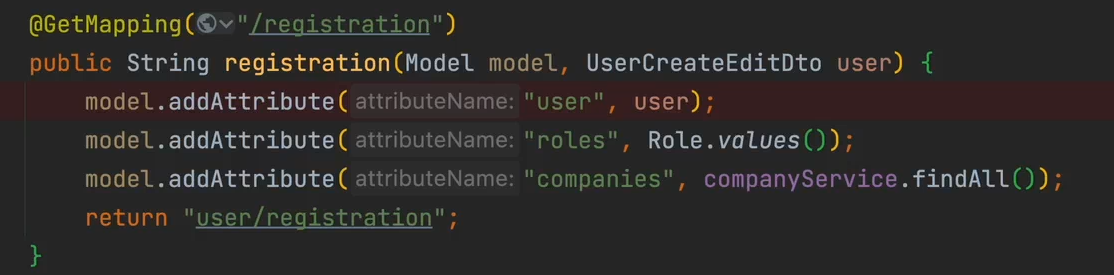 @GetMapping("/registration")
public String registration(Model model, UserCreateEditDto user) {
    model.addAttribute( attributeName: "user", user);
    model.addAttribute( attributeName: "roles", Role.values());
    model.addAttribute( attributeName: "companies", companyService.findAll());
    return "user/registration";
}